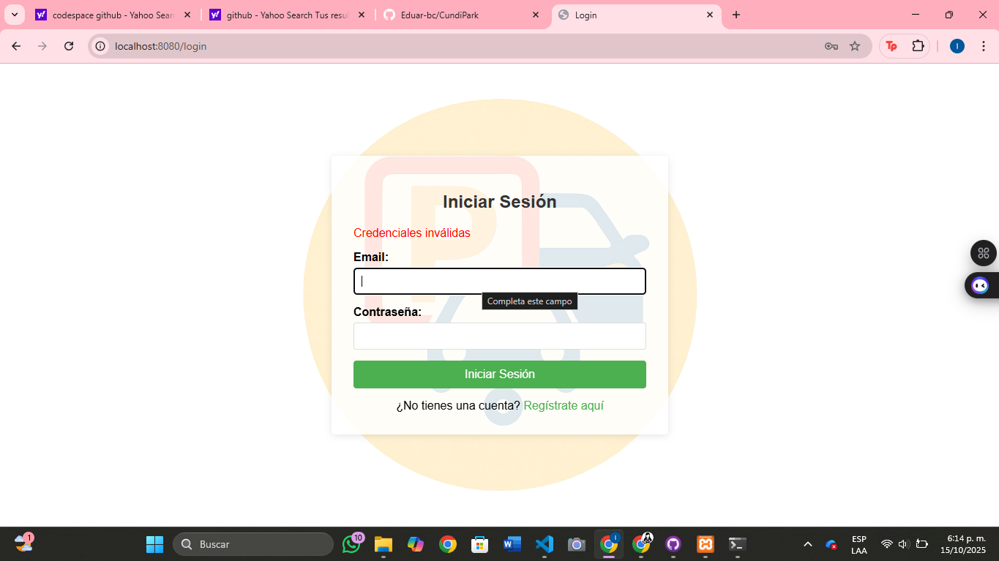 codespace github - Yahoo Sear
github - Yahoo Search Tus resul
Eduar-bc/CundiPark
Login
localhost:8080/login
Tp
I
P
Iniciar Sesión
Credenciales inválidas
Email:
Completa este campo
Contraseña:
Iniciar Sesión
¿No tienes una cuenta? Regístrate aquí
1
Buscar
10
I
ESP
LAA
6:14 p. m.
15/10/2025